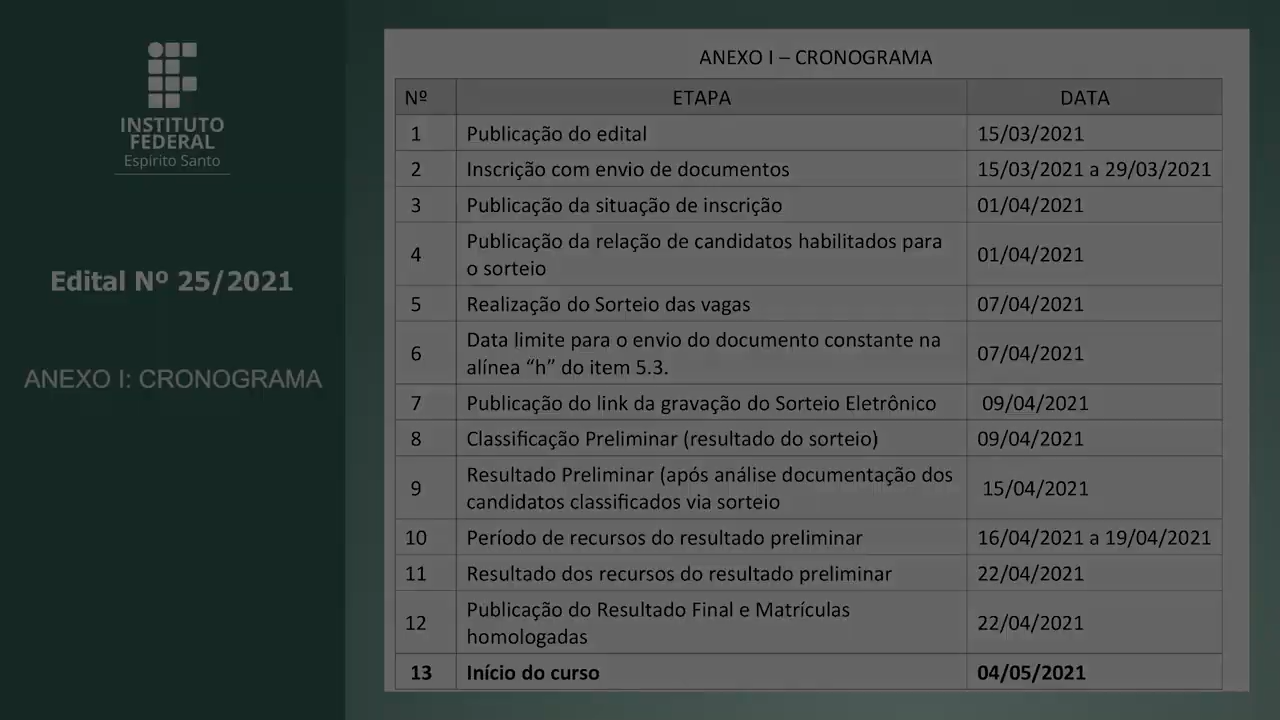 INSTITUTO
FEDERAL
Espírito Santo
Edital Nº 25/2021
ANEXO I: CRONOGRAMA
ANEXO I – CRONOGRAMA
Nº ETAPA DATA
1 Publicação do edital 15/03/2021
2 Inscrição com envio de documentos 15/03/2021 a 29/03/2021
3 Publicação da situação de inscrição 01/04/2021
4 Publicação da relação de candidatos habilitados para
o sorteio 01/04/2021
5 Realização do Sorteio das vagas 07/04/2021
6 Data limite para o envio do documento constante na
alínea “h” do item 5.3. 07/04/2021
7 Publicação do link da gravação do Sorteio Eletrônico 09/04/2021
8 Classificação Preliminar (resultado do sorteio) 09/04/2021
9 Resultado Preliminar (após análise documentação dos
candidatos classificados via sorteio 15/04/2021
10 Período de recursos do resultado preliminar 16/04/2021 a 19/04/2021
11 Resultado dos recursos do resultado preliminar 22/04/2021
12 Publicação do Resultado Final e Matrículas
homologadas 22/04/2021
13 Início do curso 04/05/2021